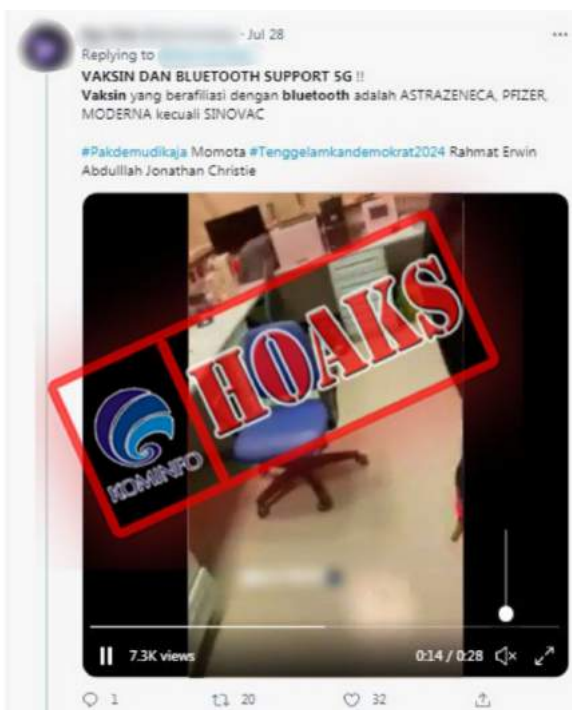 · Jul 28
Replying to
VAKSIN DAN BLUETOOTH SUPPORT 5G !!
Vaksin yang berafiliasi dengan bluetooth adalah ASTRAZENECA, PFIZER,
MODERNA kecuali SINOVAC
#Pakdemudikaja Momota #Tenggelamkandemokrat2024 Rahmat Erwin
Abdulllah Jonathan Christie
HOAKS
KOMINFO
7.3K views
0:14 / 0:28
1
20
32